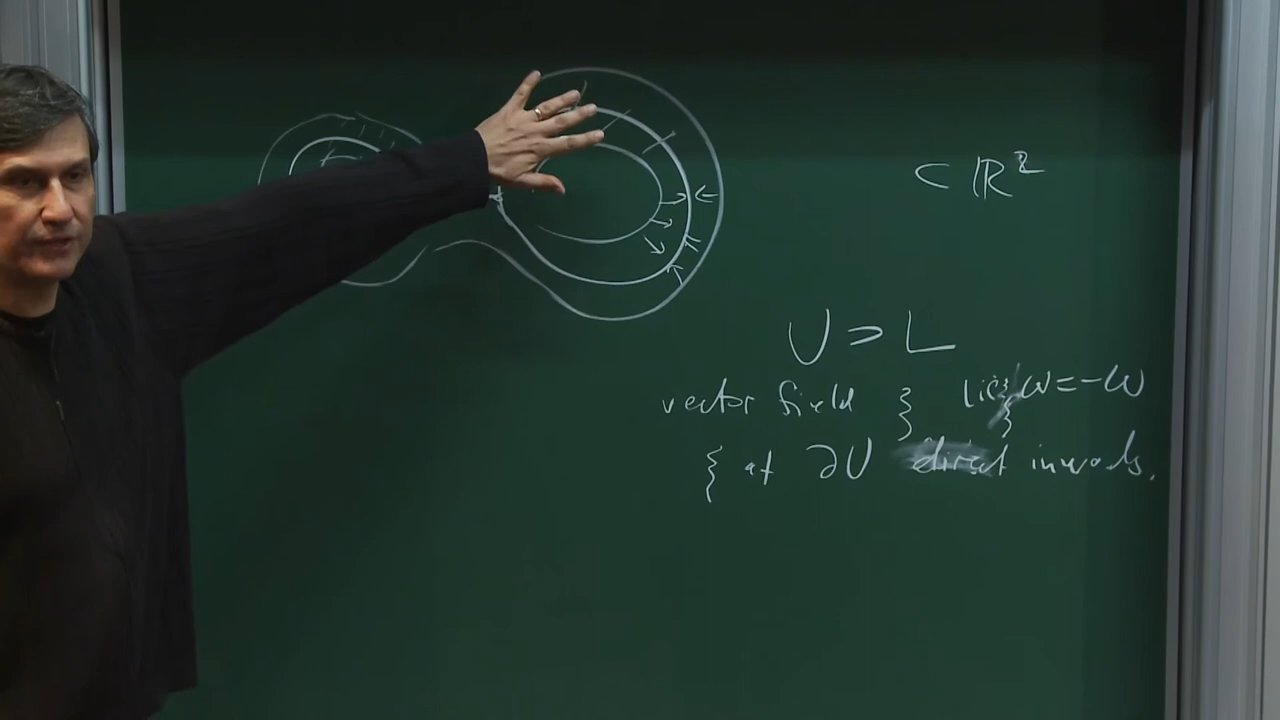 ⊂ ℝ²
U ⊃ L
vector field ξ Lie_ξ ω = -ω
ξ at ∂U direct inwards.